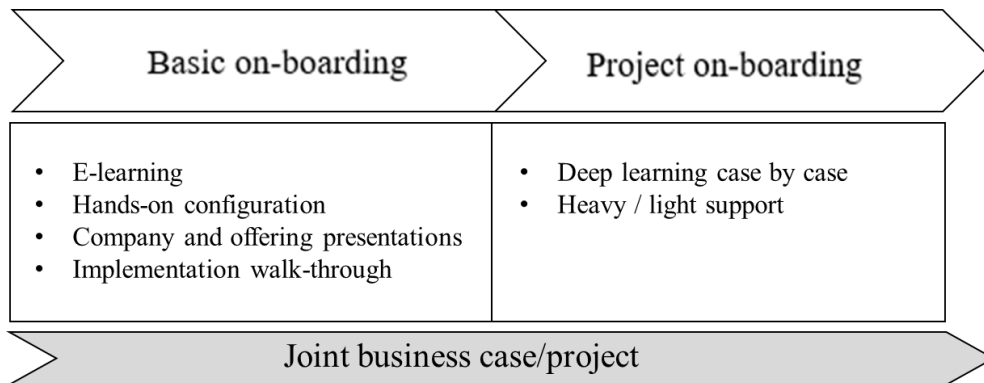 Basic on-boarding
Project on-boarding
• E-learning
• Hands-on configuration
• Company and offering presentations
• Implementation walk-through
• Deep learning case by case
• Heavy / light support
Joint business case/project